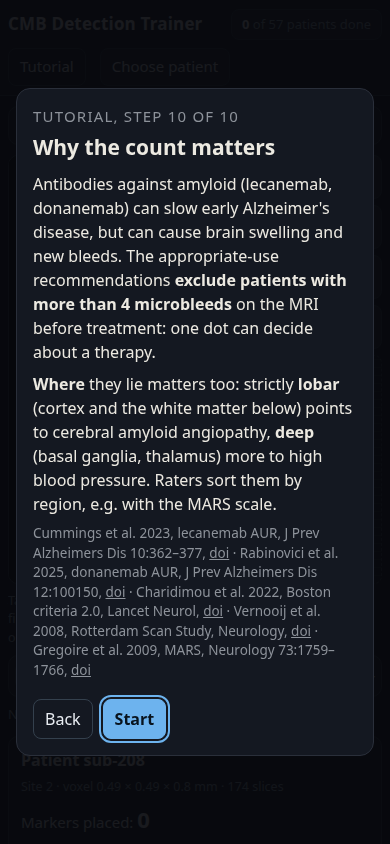 CMB Detection Trainer
0 of 57 patients done
Tutorial
Choose patient
TUTORIAL, STEP 10 OF 10
Why the count matters
Antibodies against amyloid (lecanemab,
donanemab) can slow early Alzheimer's
disease, but can cause brain swelling and
new bleeds. The appropriate-use
recommendations exclude patients with
more than 4 microbleeds on the MRI
before treatment: one dot can decide
about a therapy.
Where they lie matters too: strictly lobar
(cortex and the white matter below) points
to cerebral amyloid angiopathy, deep
(basal ganglia, thalamus) more to high
blood pressure. Raters sort them by
region, e.g. with the MARS scale.
Cummings et al. 2023, lecanemab AUR, J Prev
Alzheimers Dis 10:362–377, doi · Rabinovici et al.
2025, donanemab AUR, J Prev Alzheimers Dis
12:100150, doi · Charidimou et al. 2022, Boston
criteria 2.0, Lancet Neurol, doi · Vernooij et al.
2008, Rotterdam Scan Study, Neurology, doi ·
Gregoire et al. 2009, MARS, Neurology 73:1759–
1766, doi
Back
Start
Patient sub-208
Site 2 · voxel 0.49 × 0.49 × 0.8 mm · 174 slices
Markers placed: 0